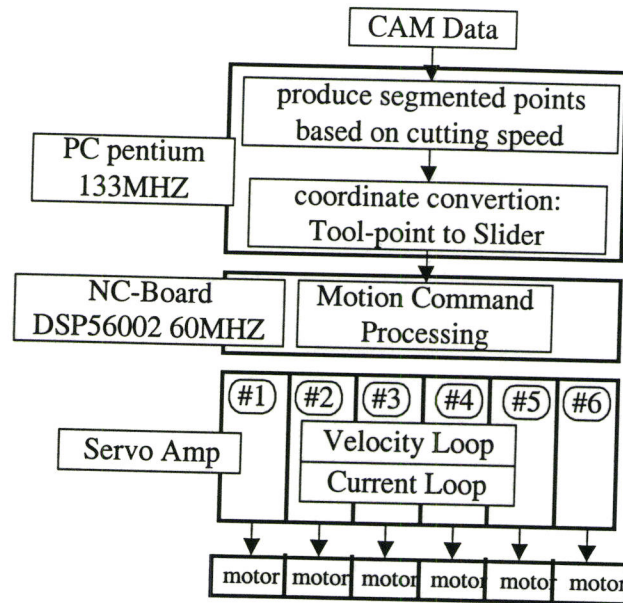 CAM Data
produce segmented points
based on cutting speed
PC pentium
133MHZ
coordinate convertion:
Tool-point to Slider
NC-Board
DSP56002 60MHZ
Motion Command
Processing
#1 #2 #3 #4 #5 #6
Servo Amp
Velocity Loop
Current Loop
motor motor motor motor motor motor